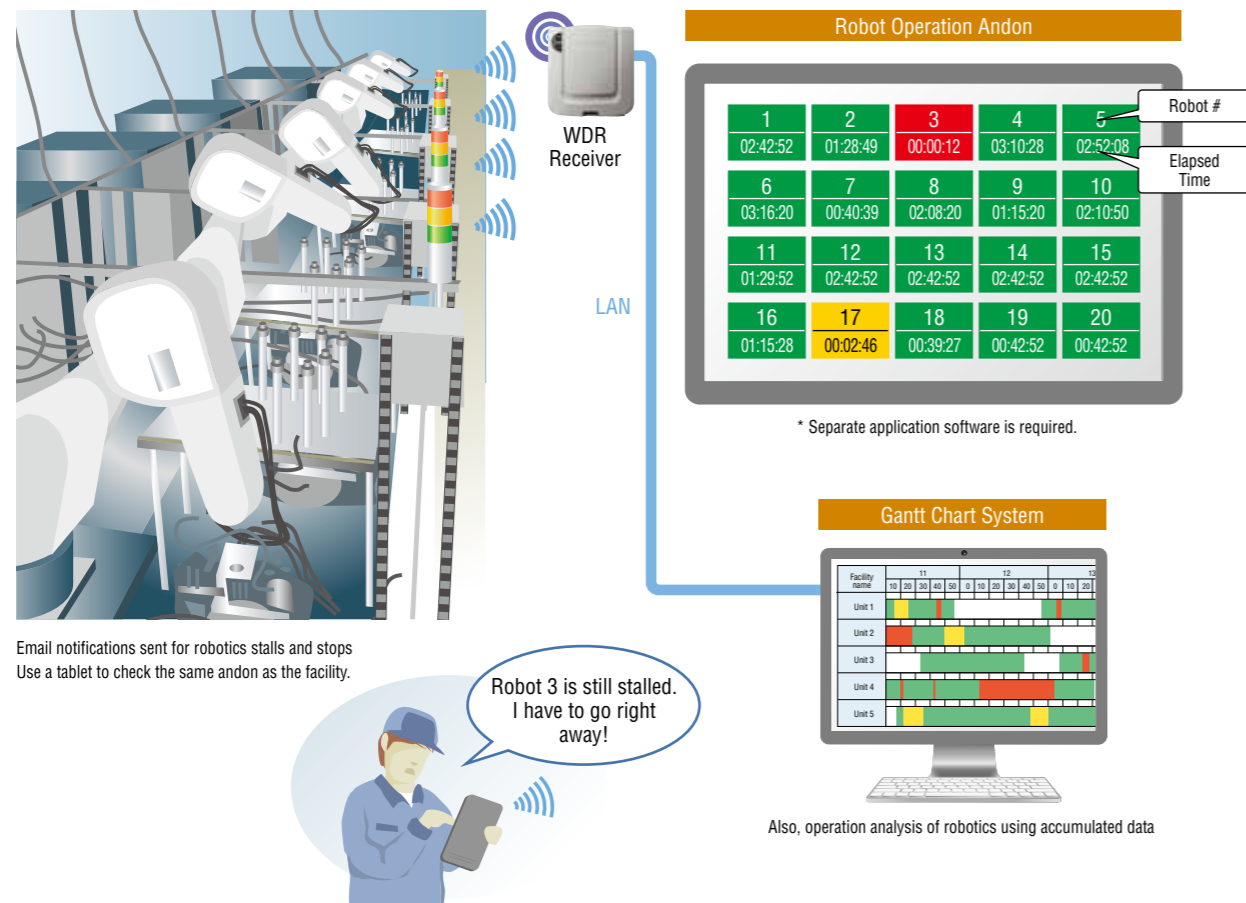 WDR
Receiver
LAN
Robot Operation Andon
1 2 3 4 5
02:42:52 01:28:49 00:00:12 03:10:28 02:52:08
6 7 8 9 10
03:16:20 00:40:39 02:08:20 01:15:20 02:10:50
11 12 13 14 15
01:29:52 02:42:52 02:42:52 02:42:52 02:42:52
16 17 18 19 20
01:15:28 00:02:46 00:39:27 00:42:52 00:42:52
Robot #
Elapsed
Time
* Separate application software is required.
Gantt Chart System
Facility
name
11 12 13
10 20 30 40 50 0 10 20 30 40 50 0 10 20
Unit 1
Unit 2
Unit 3
Unit 4
Unit 5
Also, operation analysis of robotics using accumulated data
Email notifications sent for robotics stalls and stops
Use a tablet to check the same andon as the facility.
Robot 3 is still stalled.
I have to go right
away!